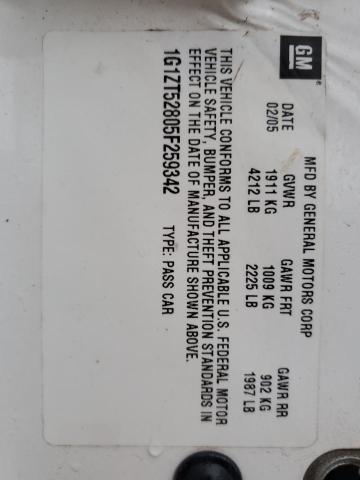 GM
MFD BY GENERAL MOTORS CORP
DATE GVWR GAWR FRT GAWR RR
02/05 1911 KG 1009 KG 902 KG
4212 LB 2225 LB 1987 LB
THIS VEHICLE CONFORMS TO ALL APPLICABLE U.S. FEDERAL MOTOR
VEHICLE SAFETY, BUMPER, AND THEFT PREVENTION STANDARDS IN
EFFECT ON THE DATE OF MANUFACTURE SHOWN ABOVE.
1G1ZT52805F259342 TYPE: PASS CAR